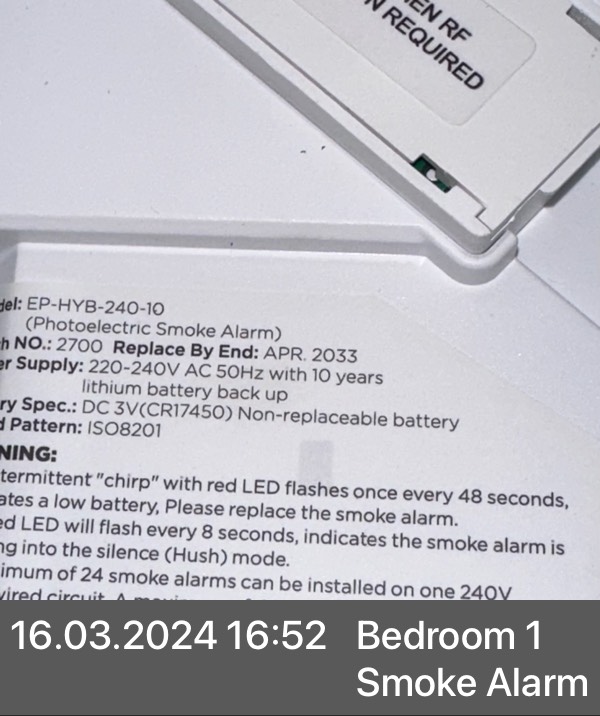 EN RF
N REQUIRED
del: EP-HYB-240-10
(Photoelectric Smoke Alarm)
h NO.: 2700 Replace By End: APR. 2033
er Supply: 220-240V AC 50Hz with 10 years
lithium battery back up
ry Spec.: DC 3V(CR17450) Non-replaceable battery
d Pattern: ISO8201
NING:
termittent "chirp" with red LED flashes once every 48 seconds,
ates a low battery, Please replace the smoke alarm.
ed LED will flash every 8 seconds, indicates the smoke alarm is
ng into the silence (Hush) mode.
imum of 24 smoke alarms can be installed on one 240V
wired circuit. A
16.03.2024 16:52 Bedroom 1
Smoke Alarm